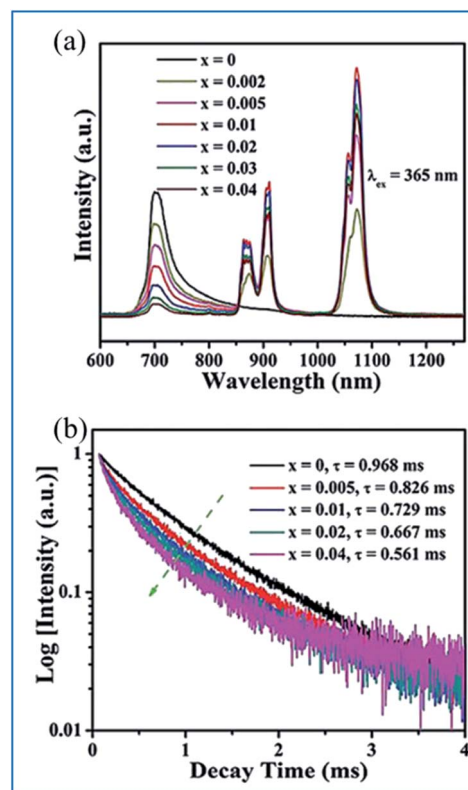 (a)
x = 0
x = 0.002
x = 0.005
x = 0.01
x = 0.02
x = 0.03
x = 0.04
λex = 365 nm
Intensity (a.u.)
600 700 800 900 1000 1100 1200
Wavelength (nm)
(b)
x = 0, τ = 0.968 ms
x = 0.005, τ = 0.826 ms
x = 0.01, τ = 0.729 ms
x = 0.02, τ = 0.667 ms
x = 0.04, τ = 0.561 ms
Log [Intensity (a.u.)]
1
0.1
0.01
0 1 2 3 4
Decay Time (ms)